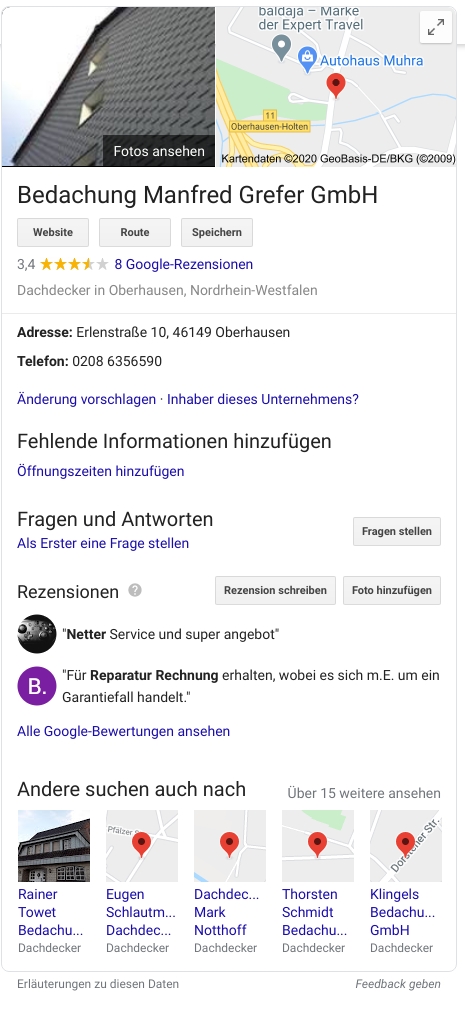 baldaja – Marke
der Expert Travel
Autohaus Muhra
11
Oberhausen-Holten
Fotos ansehen
Kartendaten ©2020 GeoBasis-DE/BKG (©2009)
Bedachung Manfred Grefer GmbH
Website Route Speichern
3,4 8 Google-Rezensionen
Dachdecker in Oberhausen, Nordrhein-Westfalen
Adresse: Erlenstraße 10, 46149 Oberhausen
Telefon: 0208 6356590
Änderung vorschlagen · Inhaber dieses Unternehmens?
Fehlende Informationen hinzufügen
Öffnungszeiten hinzufügen
Fragen und Antworten
Fragen stellen
Als Erster eine Frage stellen
Rezensionen ? Rezension schreiben Foto hinzufügen
"Netter Service und super angebot"
B.
"Für Reparatur Rechnung erhalten, wobei es sich m.E. um ein
Garantiefall handelt."
Alle Google-Bewertungen ansehen
Andere suchen auch nach Über 15 weitere ansehen
Pfälzer S
Dorstener Str.
Rainer
Towet
Bedachu...
Dachdecker
Eugen
Schlautm...
Dachdec...
Dachdecker
Dachdec...
Mark
Notthoff
Dachdecker
Thorsten
Schmidt
Bedachu...
Dachdecker
Klingels
Bedachu...
GmbH
Dachdecker
Erläuterungen zu diesen Daten Feedback geben